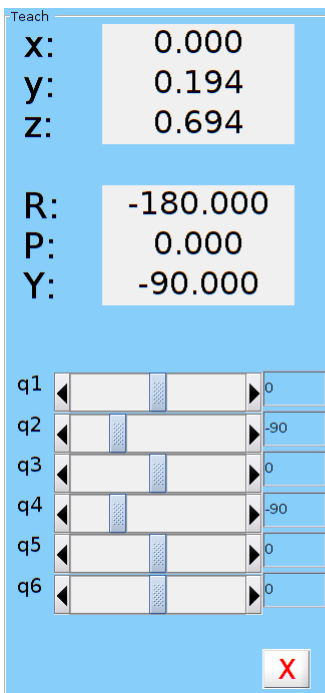 Teach
x: 0.000
y: 0.194
z: 0.694
R: -180.000
P: 0.000
Y: -90.000
q1 0
q2 -90
q3 0
q4 -90
q5 0
q6 0
X